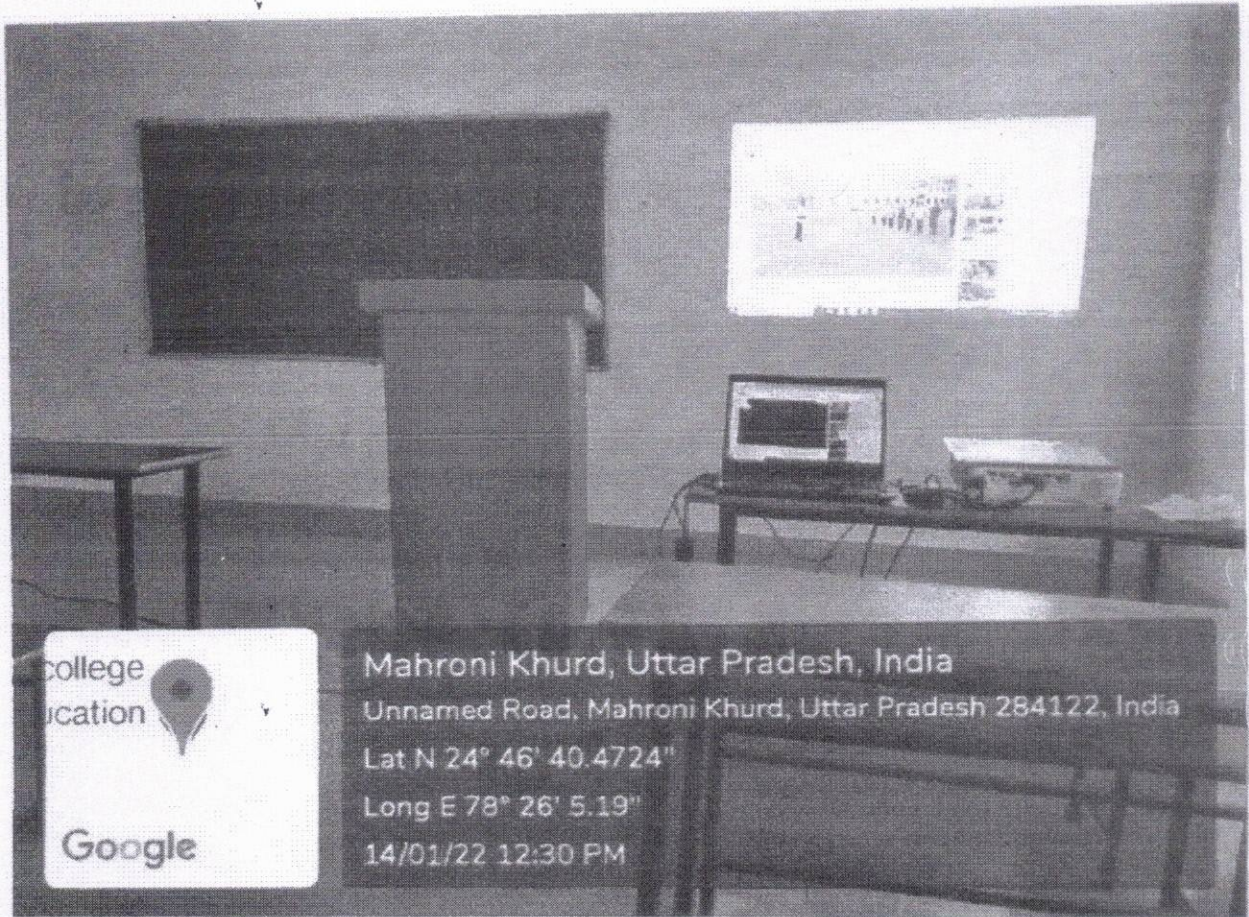 college
Mahroni Khurd, Uttar Pradesh, India
Unnamed Road, Mahroni Khurd, Uttar Pradesh 284122, India
Lat N 24° 46' 40.4724"
Long E 78° 26' 5.19"
14/01/22 12:30 PM
Google